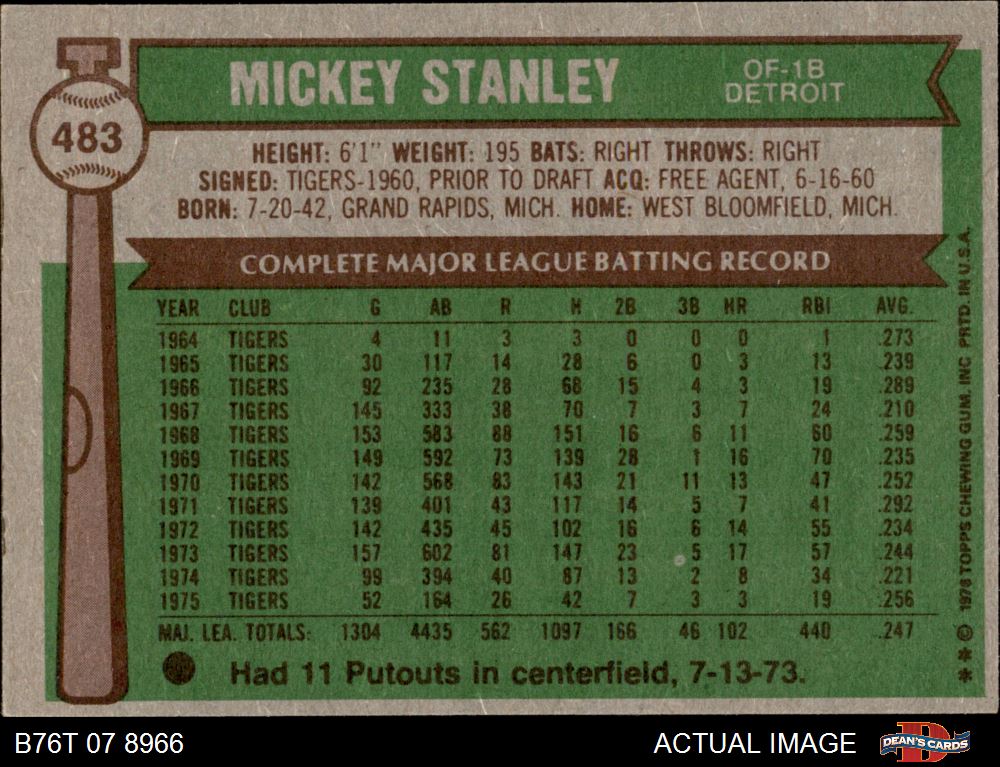 483
MICKEY STANLEY
OF-1B
DETROIT
HEIGHT: 6'1" WEIGHT: 195 BATS: RIGHT THROWS: RIGHT
SIGNED: TIGERS-1960, PRIOR TO DRAFT ACQ: FREE AGENT, 6-16-60
BORN: 7-20-42, GRAND RAPIDS, MICH. HOME: WEST BLOOMFIELD, MICH.
COMPLETE MAJOR LEAGUE BATTING RECORD
YEAR CLUB G AB R H 2B 3B HR RBI AVG.
1964 TIGERS 4 11 3 3 0 0 0 1 .273
1965 TIGERS 30 117 14 28 6 0 3 13 .239
1966 TIGERS 92 235 28 68 15 4 3 19 .289
1967 TIGERS 145 333 38 70 7 3 7 24 .210
1968 TIGERS 153 583 88 151 16 6 11 60 .259
1969 TIGERS 149 592 73 139 28 1 16 70 .235
1970 TIGERS 142 568 83 143 21 11 13 47 .252
1971 TIGERS 139 401 43 117 14 5 7 41 .292
1972 TIGERS 142 435 45 102 16 6 14 55 .234
1973 TIGERS 157 602 81 147 23 5 17 57 .244
1974 TIGERS 99 394 40 87 13 2 8 34 .221
1975 TIGERS 52 164 26 42 7 3 3 19 .256
MAJ. LEA. TOTALS: 1304 4435 562 1097 166 46 102 440 .247
Had 11 Putouts in centerfield, 7-13-73.
* * © 1976 TOPPS CHEWING GUM, INC PRTD. IN U.S.A.
B76T 07 8966
ACTUAL IMAGE
DEAN'S CARDS